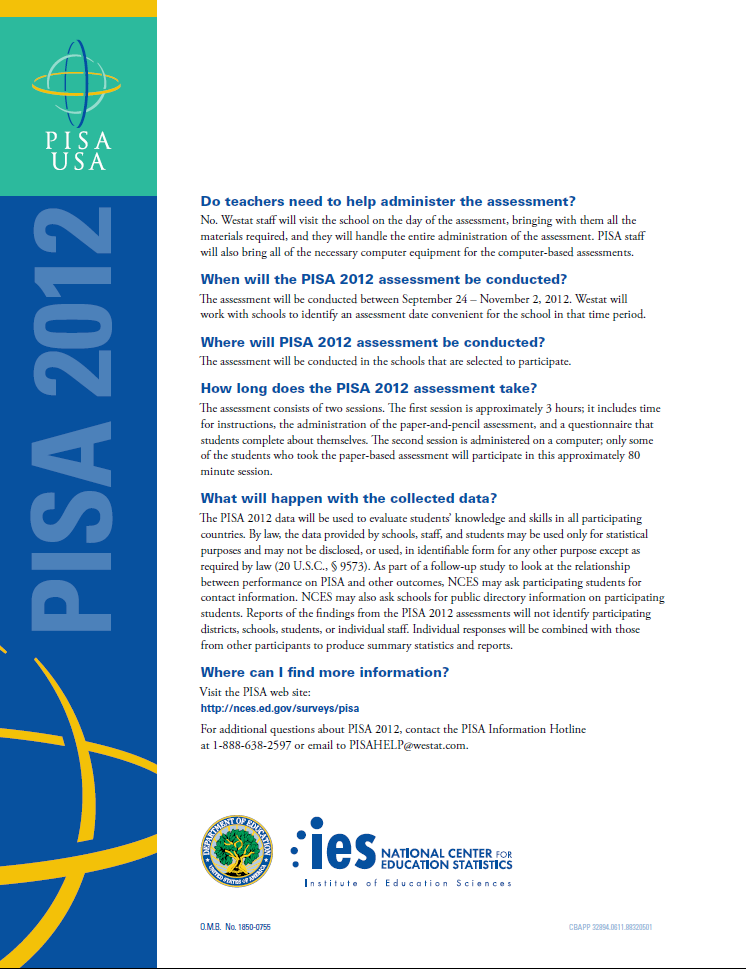 PISA
USA
PISA 2012
Do teachers need to help administer the assessment?
No. Westat staff will visit the school on the day of the assessment, bringing with them all the
materials required, and they will handle the entire administration of the assessment. PISA staff
will also bring all of the necessary computer equipment for the computer-based assessments.
When will the PISA 2012 assessment be conducted?
The assessment will be conducted between September 24 – November 2, 2012. Westat will
work with schools to identify an assessment date convenient for the school in that time period.
Where will PISA 2012 assessment be conducted?
The assessment will be conducted in the schools that are selected to participate.
How long does the PISA 2012 assessment take?
The assessment consists of two sessions. The first session is approximately 3 hours; it includes time
for instructions, the administration of the paper-and-pencil assessment, and a questionnaire that
students complete about themselves. The second session is administered on a computer; only some
of the students who took the paper-based assessment will participate in this approximately 80
minute session.
What will happen with the collected data?
The PISA 2012 data will be used to evaluate students' knowledge and skills in all participating
countries. By law, the data provided by schools, staff, and students may be used only for statistical
purposes and may not be disclosed, or used, in identifiable form for any other purpose except as
required by law (20 U.S.C., § 9573). As part of a follow-up study to look at the relationship
between performance on PISA and other outcomes, NCES may ask participating students for
contact information. NCES may also ask schools for public directory information on participating
students. Reports of the findings from the PISA 2012 assessments will not identify participating
districts, schools, students, or individual staff. Individual responses will be combined with those
from other participants to produce summary statistics and reports.
Where can I find more information?
Visit the PISA web site:
http://nces.ed.gov/surveys/pisa
For additional questions about PISA 2012, contact the PISA Information Hotline
at 1-888-638-2597 or email to PISAHELP@westat.com.
DEPARTMENT OF EDUCATION
UNITED STATES OF AMERICA
ies NATIONAL CENTER FOR
EDUCATION STATISTICS
Institute of Education Sciences
O.M.B. No. 1850-0755
CBAPP 32894.0611.89320501